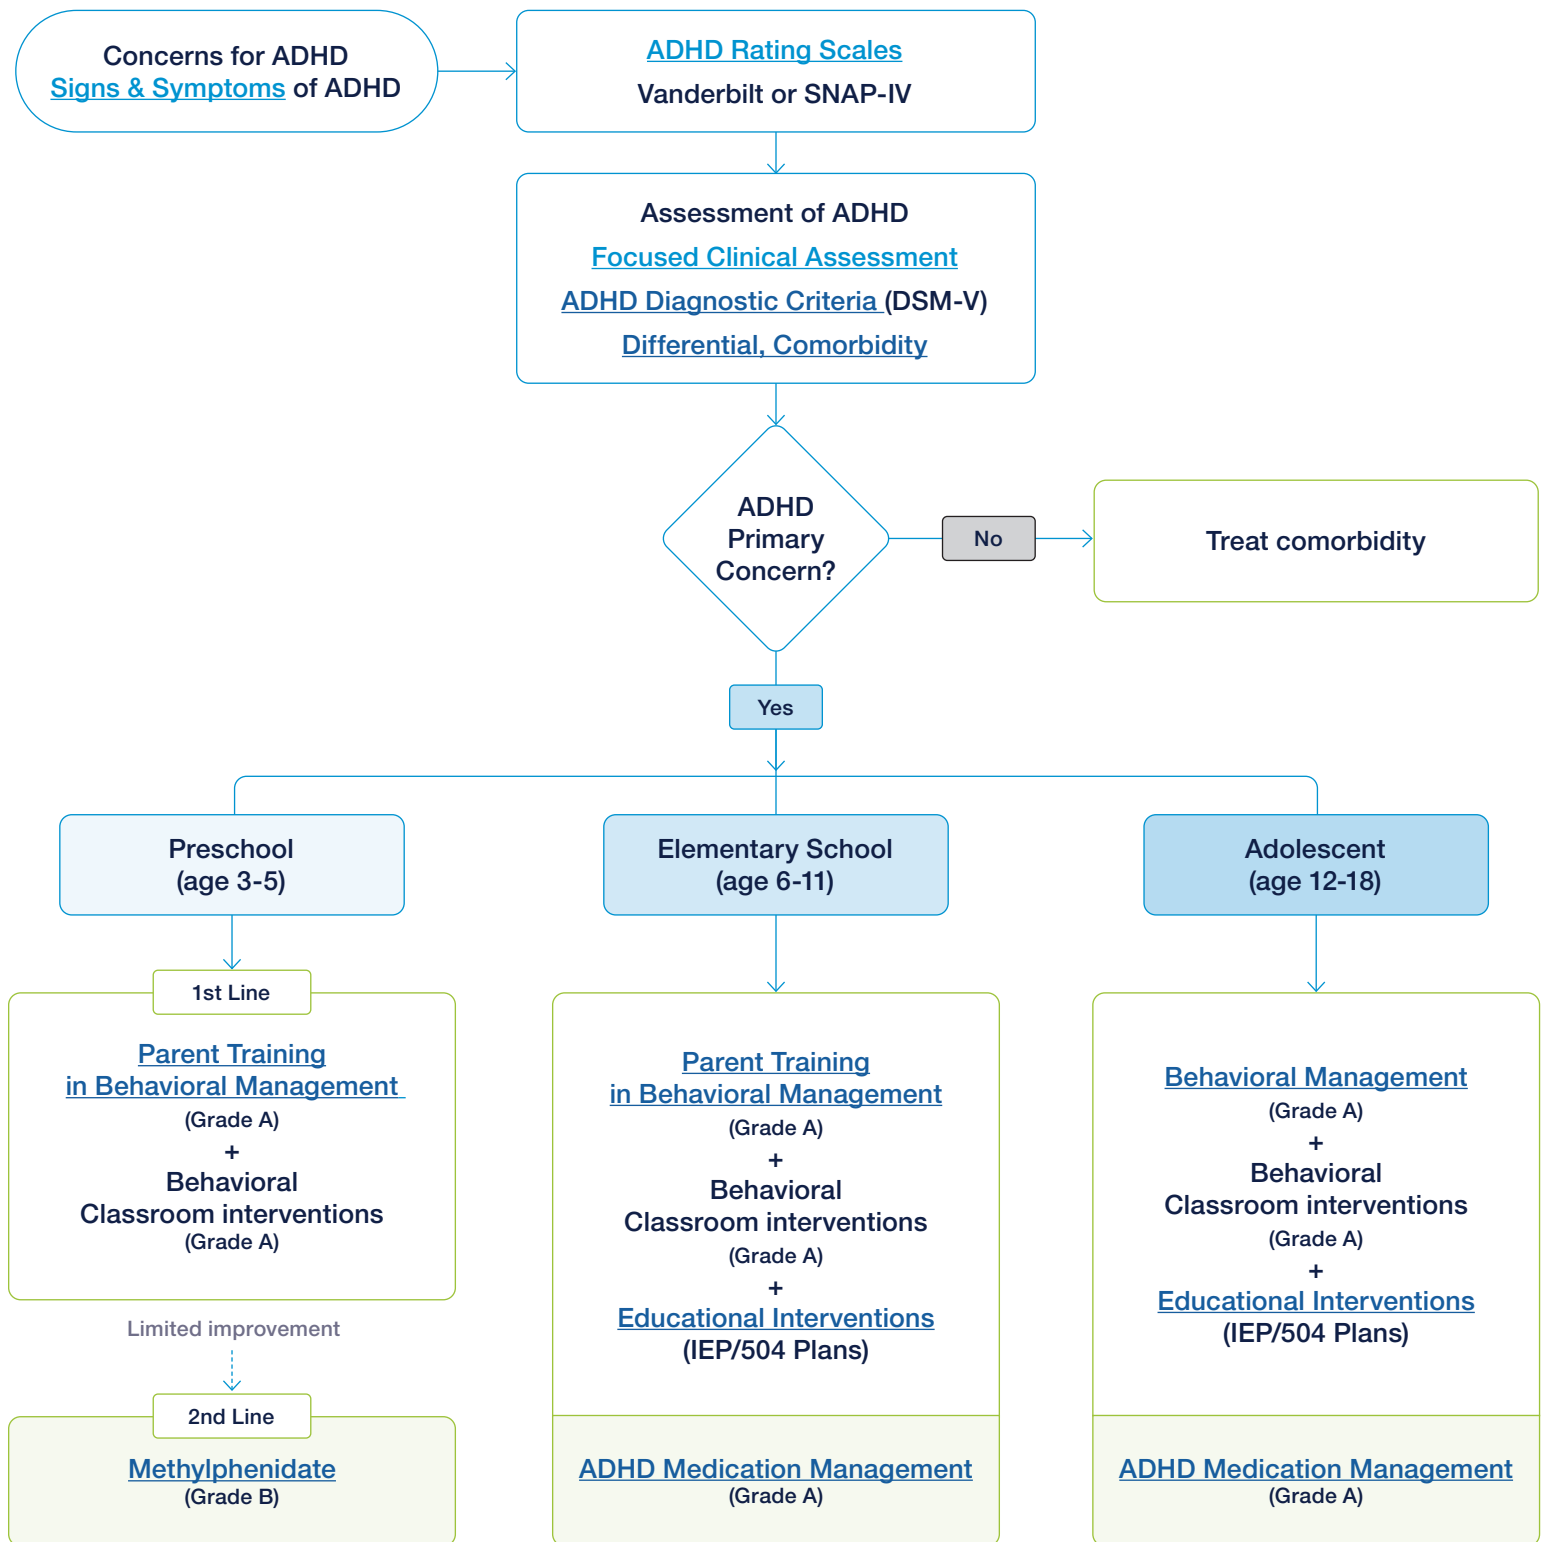 Concerns for ADHD
Signs & Symptoms of ADHD
ADHD Rating Scales
Vanderbilt or SNAP-IV
Assessment of ADHD
Focused Clinical Assessment
ADHD Diagnostic Criteria (DSM-V)
Differential, Comorbidity
ADHD
Primary
Concern?
No
Treat comorbidity
Yes
Preschool
(age 3-5)
Elementary School
(age 6-11)
Adolescent
(age 12-18)
1st Line
Parent Training
in Behavioral Management
(Grade A)
+
Behavioral
Classroom interventions
(Grade A)
Limited improvement
2nd Line
Methylphenidate
(Grade B)
Parent Training
in Behavioral Management
(Grade A)
+
Behavioral
Classroom interventions
(Grade A)
+
Educational Interventions
(IEP/504 Plans)
ADHD Medication Management
(Grade A)
Behavioral Management
(Grade A)
+
Behavioral
Classroom interventions
(Grade A)
+
Educational Interventions
(IEP/504 Plans)
ADHD Medication Management
(Grade A)